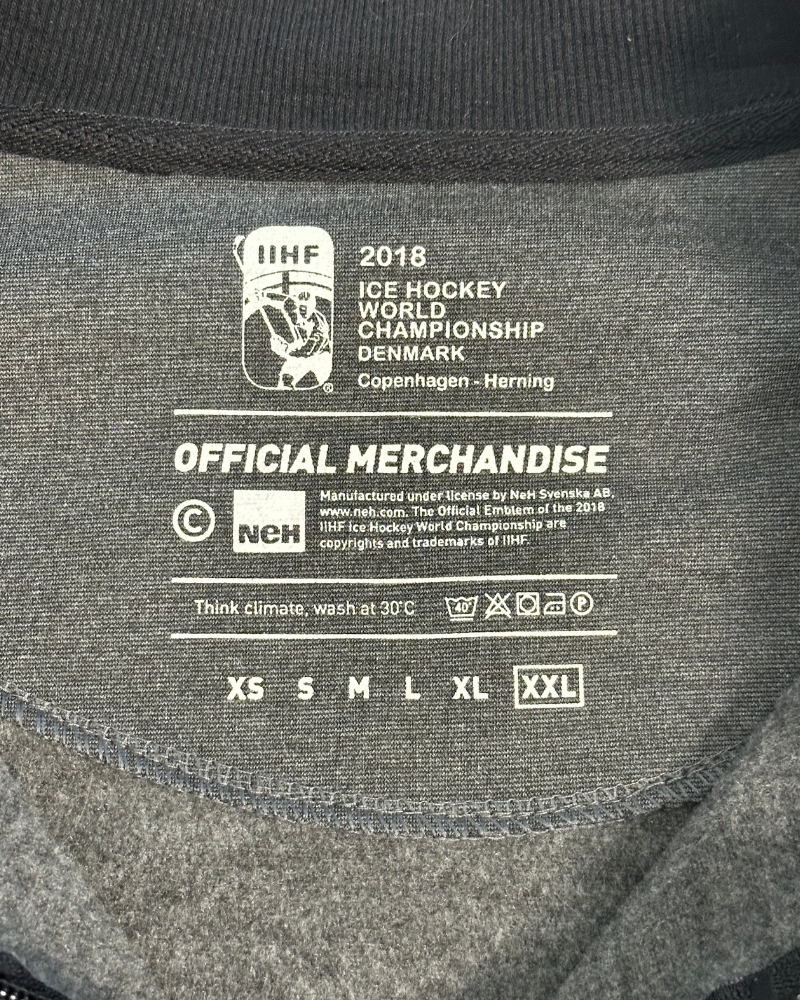 IIHF
2018
ICE HOCKEY
WORLD
CHAMPIONSHIP
DENMARK
Copenhagen - Herning
®
OFFICIAL MERCHANDISE
© NeH
Manufactured under license by NeH Svenska AB,
www.neh.com. The Official Emblem of the 2018
IIHF Ice Hockey World Championship are
copyrights and trademarks of IIHF.
Think climate, wash at 30°C 40° P
XS S M L XL XXL